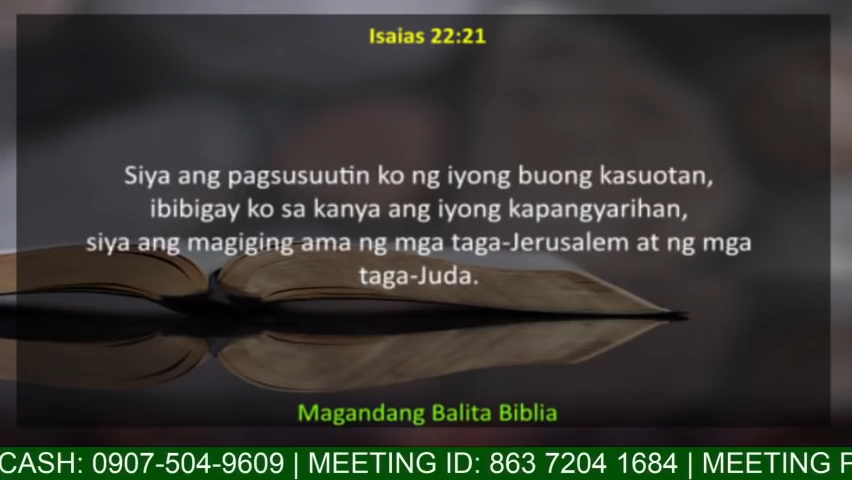 Isaias 22:21
Siya ang pagsusuutin ko ng iyong buong kasuotan,
ibibigay ko sa kanya ang iyong kapangyarihan,
siya ang magiging ama ng mga taga-Jerusalem at ng mga
taga-Juda.
Magandang Balita Biblia
CASH: 0907-504-9609 | MEETING ID: 863 7204 1684 | MEETING P